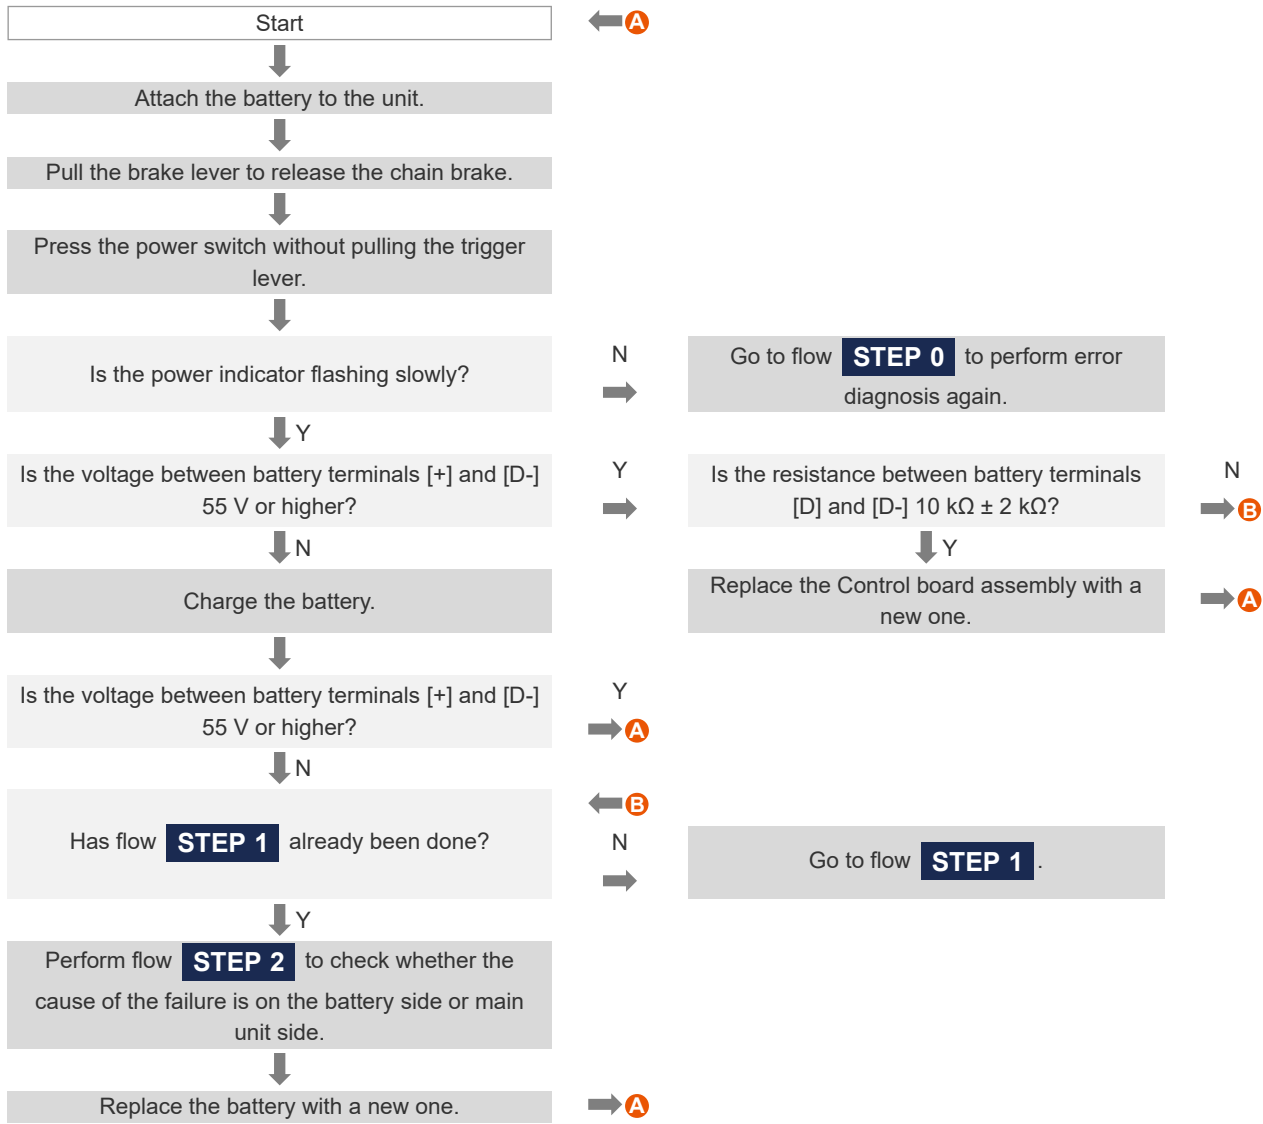 Start
A
Attach the battery to the unit.
Pull the brake lever to release the chain brake.
Press the power switch without pulling the trigger
lever.
Is the power indicator flashing slowly?
N
Go to flow STEP 0 to perform error
diagnosis again.
Y
Is the voltage between battery terminals [+] and [D-]
55 V or higher?
Y
Is the resistance between battery terminals
[D] and [D-] 10 kΩ ± 2 kΩ?
N
B
N
Y
Charge the battery.
Replace the Control board assembly with a
new one.
A
Is the voltage between battery terminals [+] and [D-]
55 V or higher?
Y
A
N
B
Has flow STEP 1 already been done?
N
Go to flow STEP 1 .
Y
Perform flow STEP 2 to check whether the
cause of the failure is on the battery side or main
unit side.
Replace the battery with a new one.
A